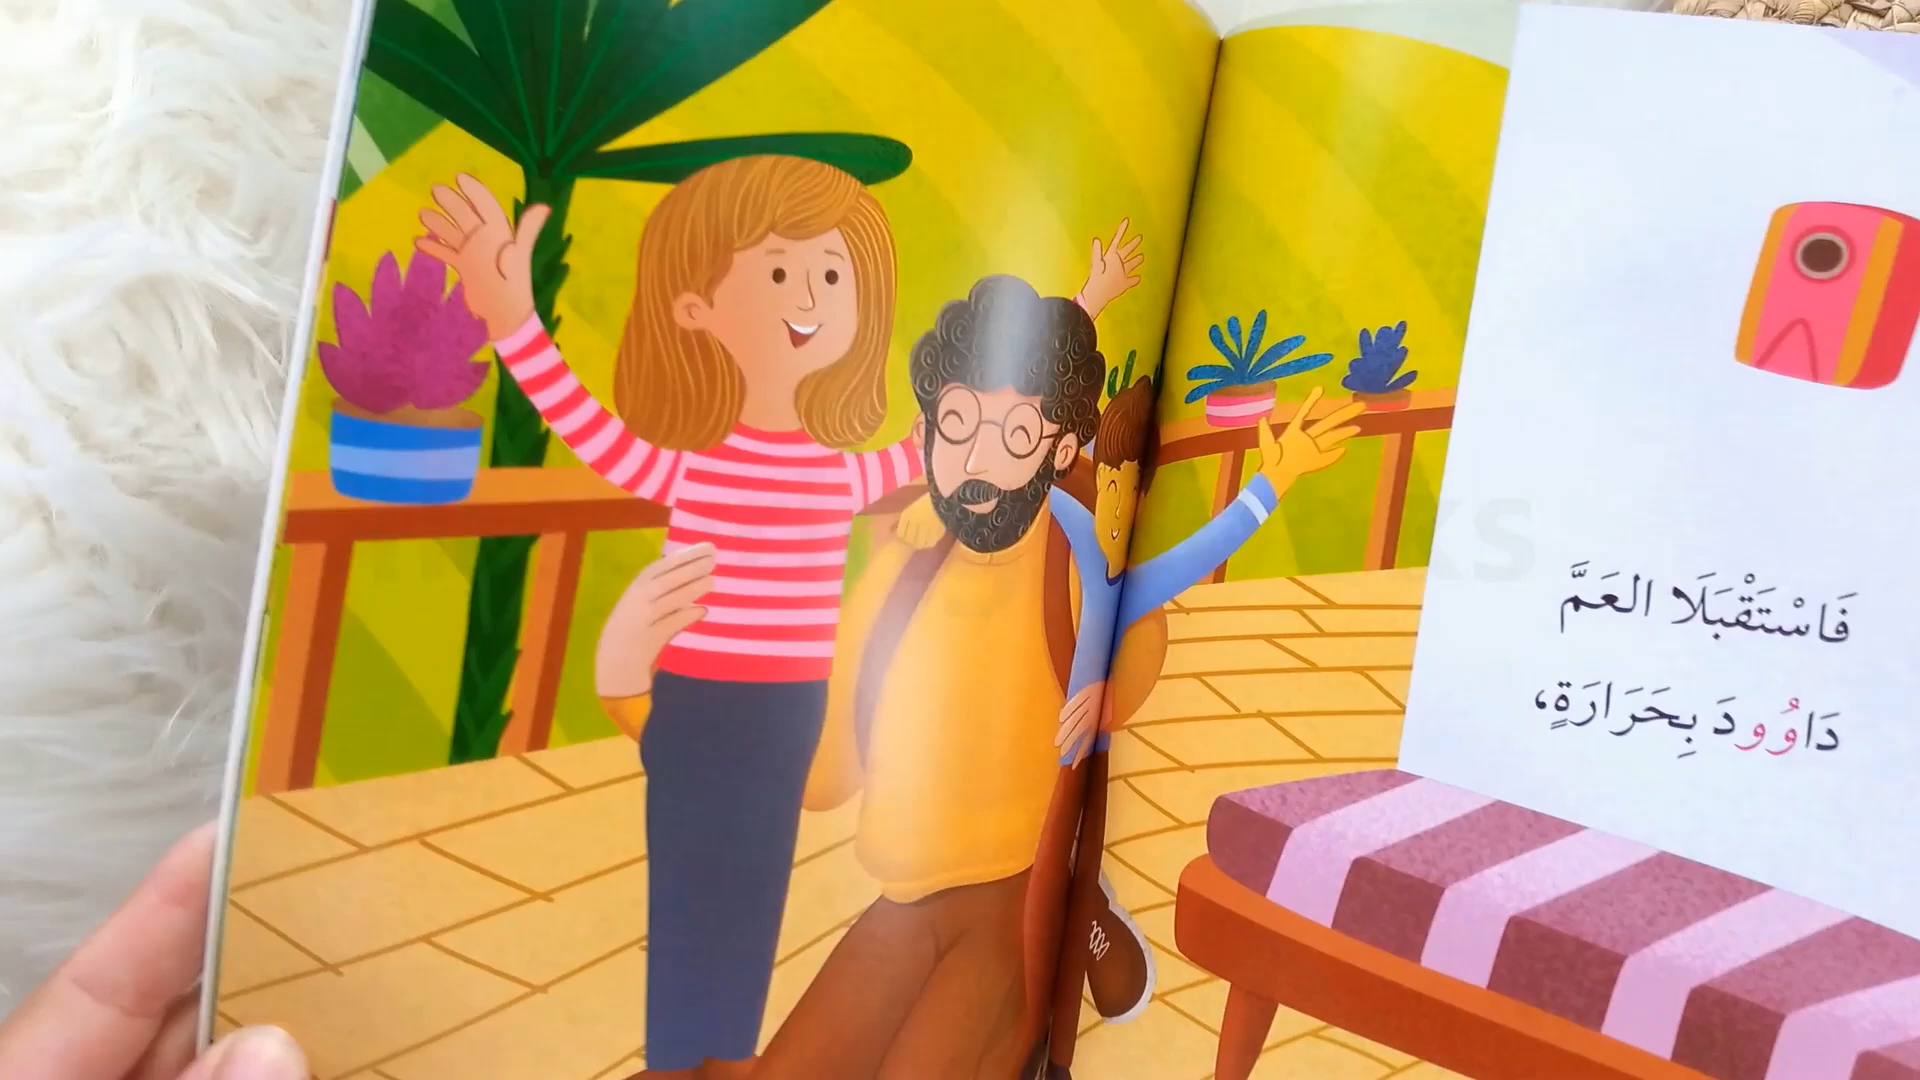 فَاسْتَقْبَلَا العَمَّ
دَاوُودَ بِحَرَارَةٍ،